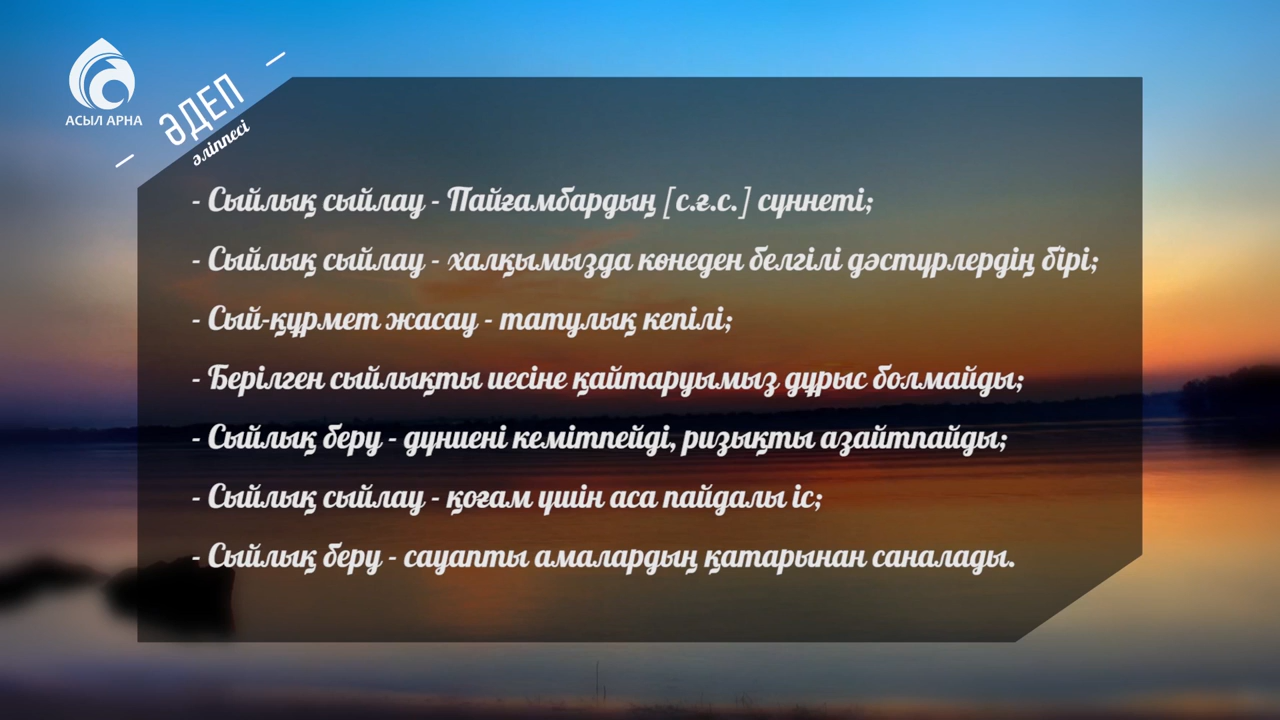 АСЫЛ АРНА
ӘДЕП
әліппесі
- Сыйлық сыйлау - Пайғамбардың [с.ғ.с.] сүннеті;
- Сыйлық сыйлау - халқымызда көнеден белгілі дәстүрлердің бірі;
- Сый-құрмет жасау - татулық кепілі;
- Берілген сыйлықты иесіне қайтаруымыз дұрыс болмайды;
- Сыйлық беру - дүниені кемітпейді, ризықты азайтпайды;
- Сыйлық сыйлау - қоғам үшін аса пайдалы іс;
- Сыйлық беру - сауапты амалардың қатарынан саналады.